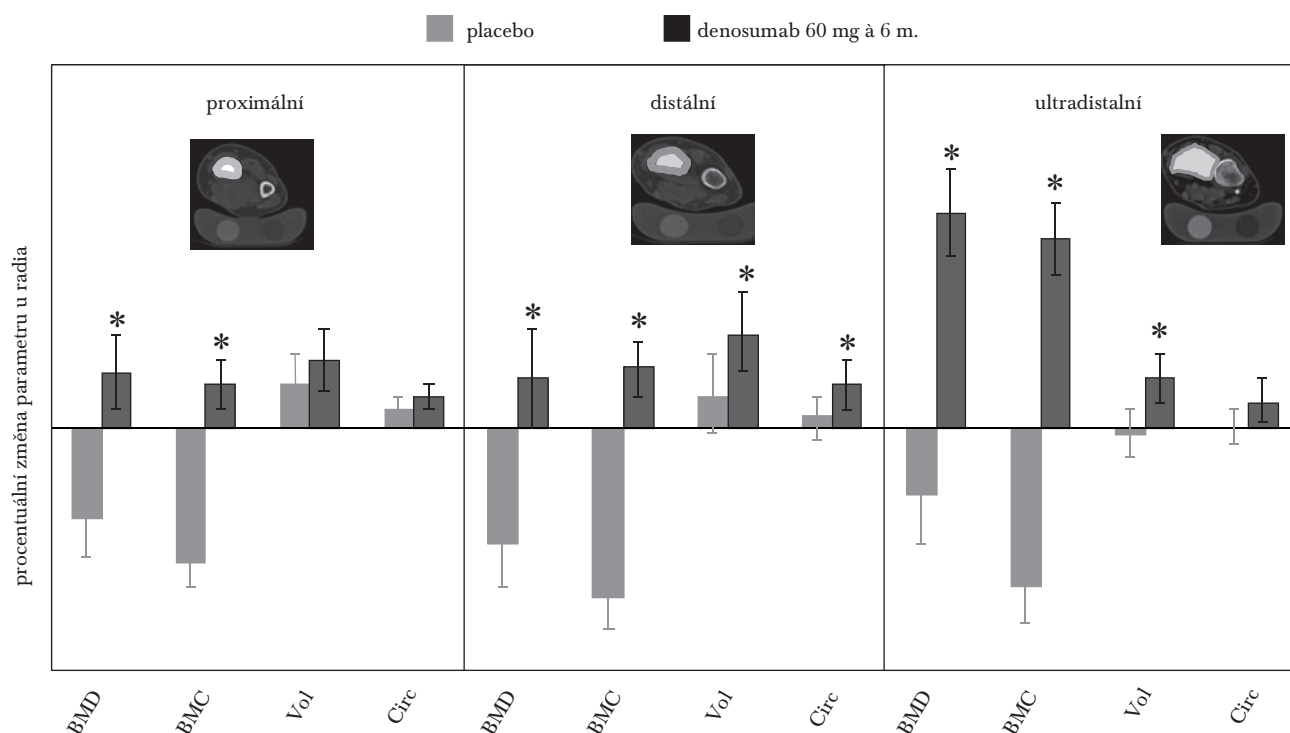 placebo
denosumab 60 mg à 6 m.
proximální
distální
ultradistalní
*
*
*
*
*
*
*
*
*
procentuální změna parametru u radia
BMD
BMC
Vol
Circ
BMD
BMC
Vol
Circ
BMD
BMC
Vol
Circ